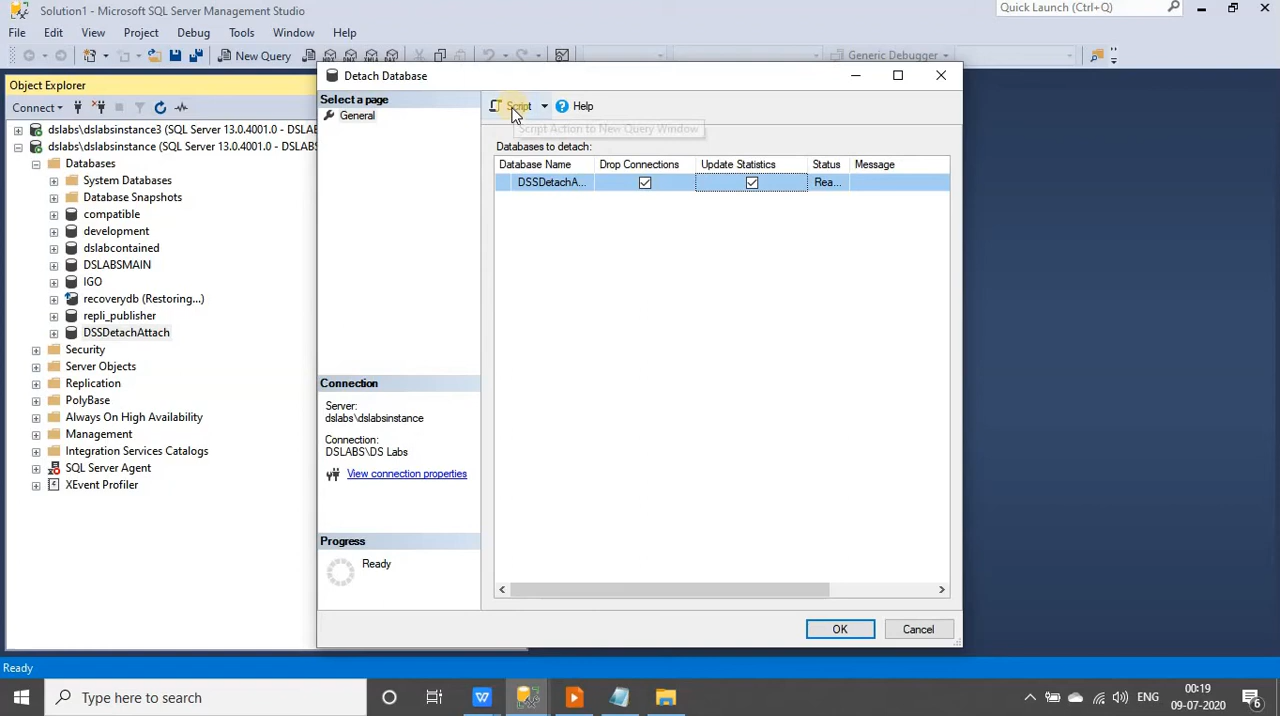 Solution1 - Microsoft SQL Server Management Studio
Quick Launch (Ctrl+Q)
File Edit View Project Debug Tools Window Help
New Query
Generic Debugger
Object Explorer
Connect
dslabs\dslabsinstance3 (SQL Server 13.0.4001.0 - DSLA
dslabs\dslabsinstance (SQL Server 13.0.4001.0 - DSLAB
Databases
System Databases
Database Snapshots
compatible
development
dslabcontained
DSLABSMAIN
IGO
recoverydb (Restoring...)
repli_publisher
DSSDetachAttach
Security
Server Objects
Replication
PolyBase
Always On High Availability
Management
Integration Services Catalogs
SQL Server Agent
XEvent Profiler
Detach Database
Select a page
General
Script Help
Script Action to New Query Window
Databases to detach:
Database Name Drop Connections Update Statistics Status Message
DSSDetachA... Rea...
Connection
Server:
dslabs\dslabsinstance
Connection:
DSLABS\DS Labs
View connection properties
Progress
Ready
OK Cancel
Ready
Type here to search
ENG
00:19
09-07-2020
6